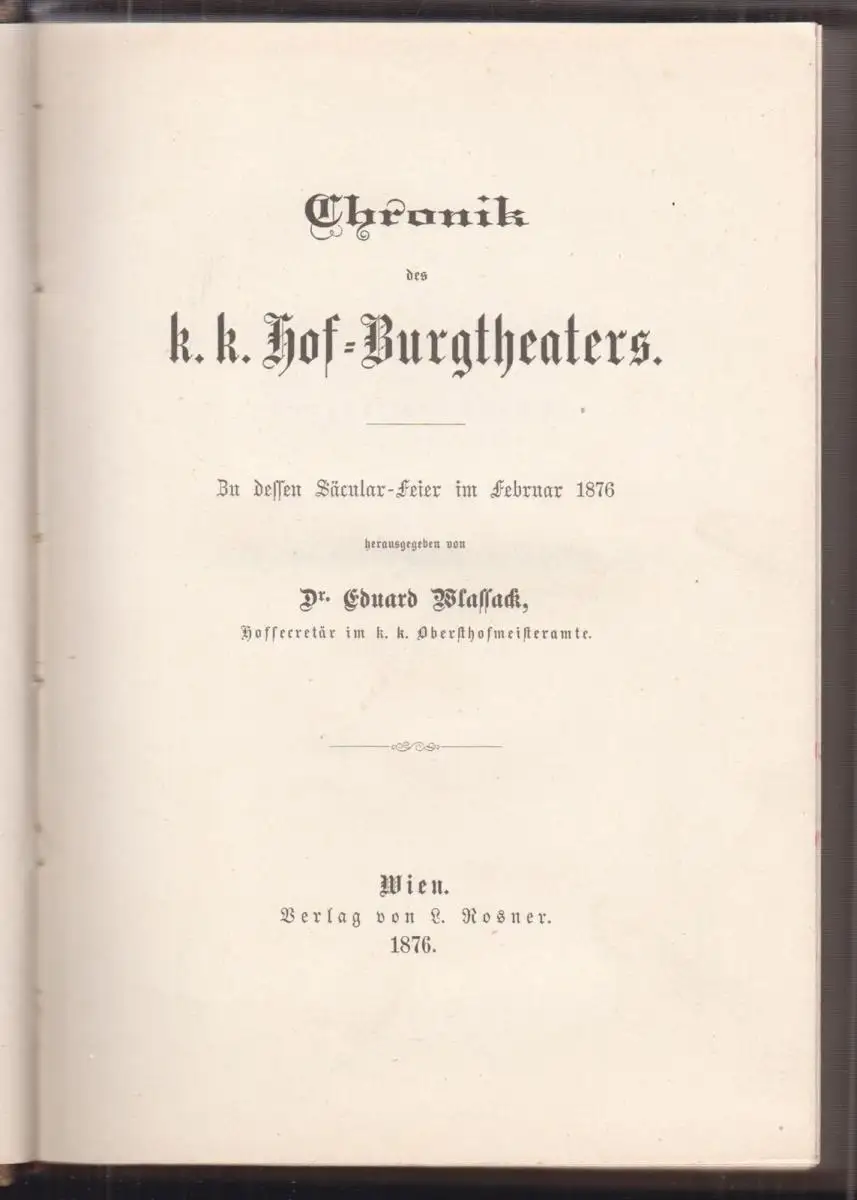 Chronik
des
k. k. Hof-Burgtheaters.
Zu dessen Säcular-Feier im Februar 1876
herausgegeben von
Dr. Eduard Wlassack,
Hofsecretär im k. k. Obersthofmeisteramte.
Wien.
Verlag von L. Rosner.
1876.